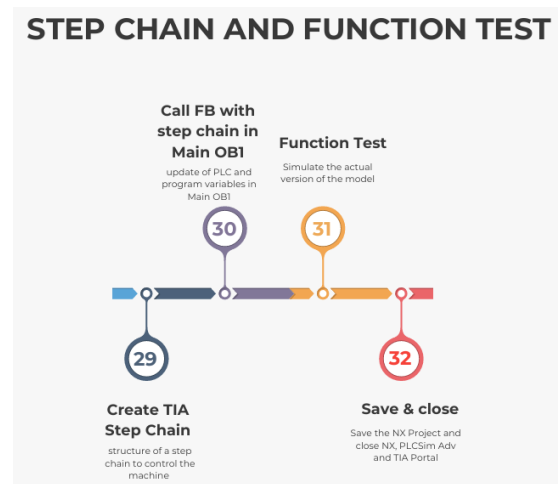 STEP CHAIN AND FUNCTION TEST
Call FB with
step chain in
Main OB1
update of PLC and
program variables in
Main OB1
Function Test
Simulate the actual
version of the model
30
31
29
32
Create TIA
Step Chain
structure of a step
chain to control the
machine
Save & close
Save the NX Project and
close NX, PLCSim Adv
and TIA Portal